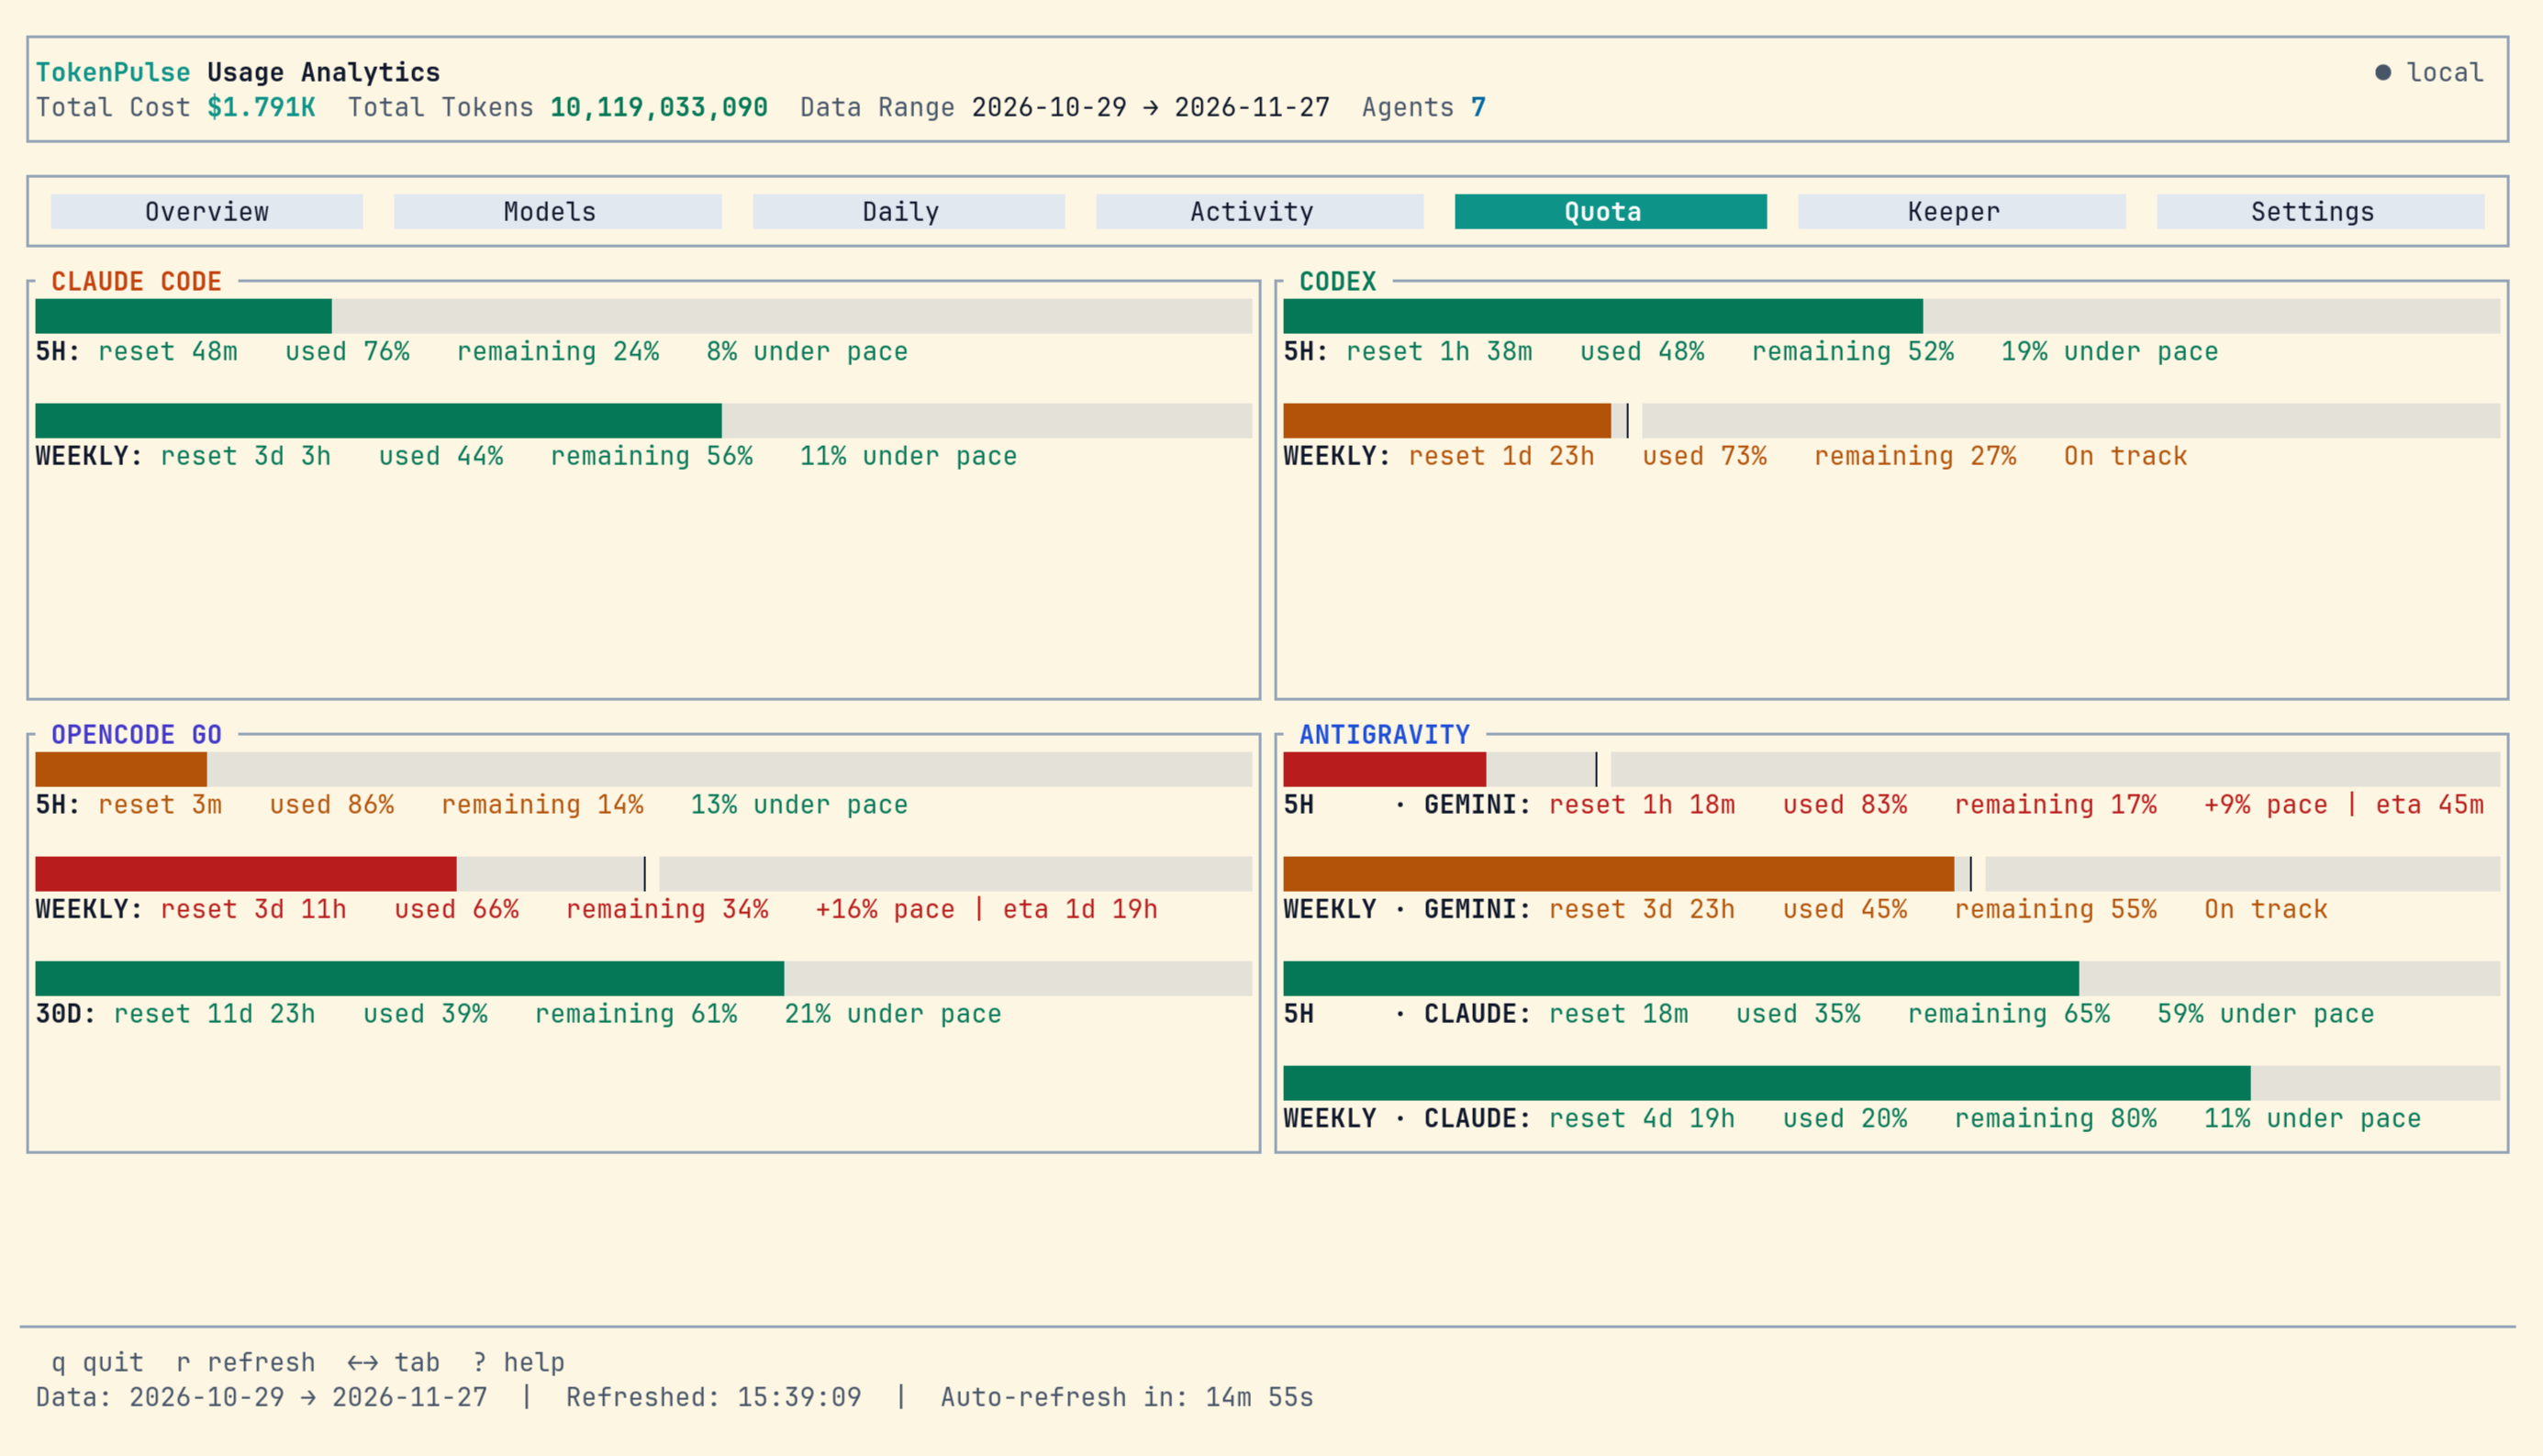 TokenPulse Usage Analytics ● local
Total Cost $1.791K Total Tokens 10,119,033,090 Data Range 2026-10-29 → 2026-11-27 Agents 7
Overview Models Daily Activity Quota Keeper Settings
CLAUDE CODE
5H: reset 48m used 76% remaining 24% 8% under pace
WEEKLY: reset 3d 3h used 44% remaining 56% 11% under pace
CODEX
5H: reset 1h 38m used 48% remaining 52% 19% under pace
WEEKLY: reset 1d 23h used 73% remaining 27% On track
OPENCODE GO
5H: reset 3m used 86% remaining 14% 13% under pace
WEEKLY: reset 3d 11h used 66% remaining 34% +16% pace | eta 1d 19h
30D: reset 11d 23h used 39% remaining 61% 21% under pace
ANTIGRAVITY
5H · GEMINI: reset 1h 18m used 83% remaining 17% +9% pace | eta 45m
WEEKLY · GEMINI: reset 3d 23h used 45% remaining 55% On track
5H · CLAUDE: reset 18m used 35% remaining 65% 59% under pace
WEEKLY · CLAUDE: reset 4d 19h used 20% remaining 80% 11% under pace
q quit r refresh ↔ tab ? help
Data: 2026-10-29 → 2026-11-27 | Refreshed: 15:39:09 | Auto-refresh in: 14m 55s